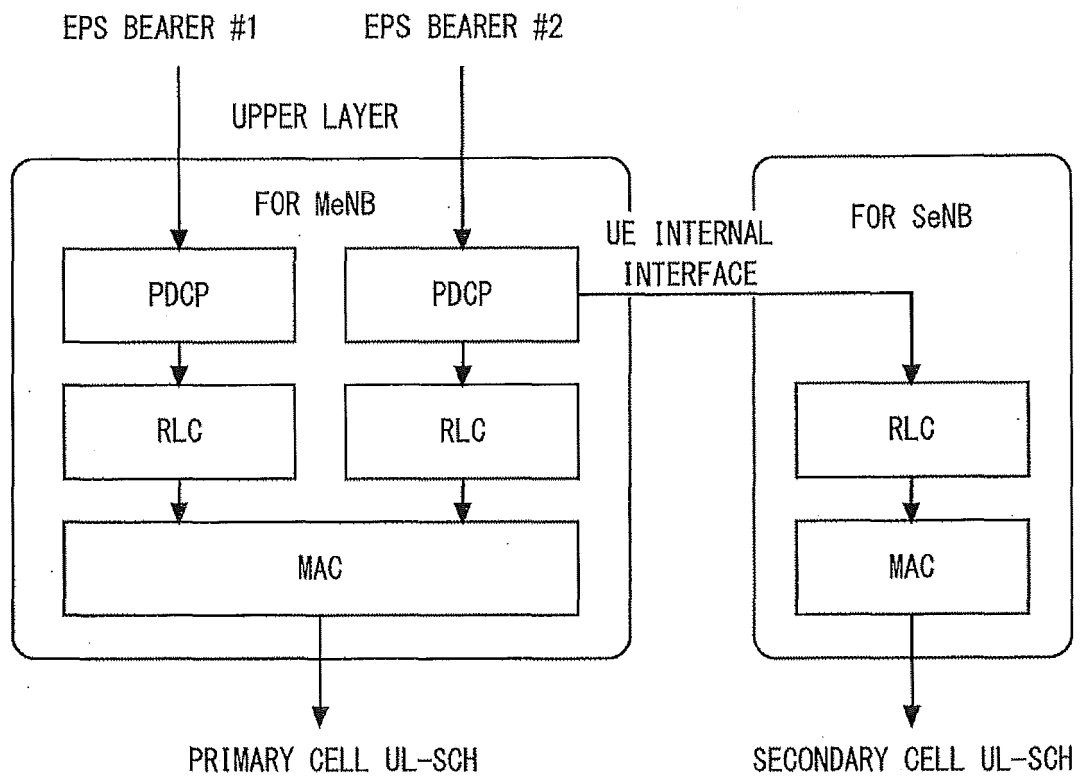 EPS BEARER #1
EPS BEARER #2
UPPER LAYER
FOR MeNB
FOR SeNB
UE INTERNAL
INTERFACE
PDCP
PDCP
RLC
RLC
RLC
MAC
MAC
PRIMARY CELL UL-SCH
SECONDARY CELL UL-SCH